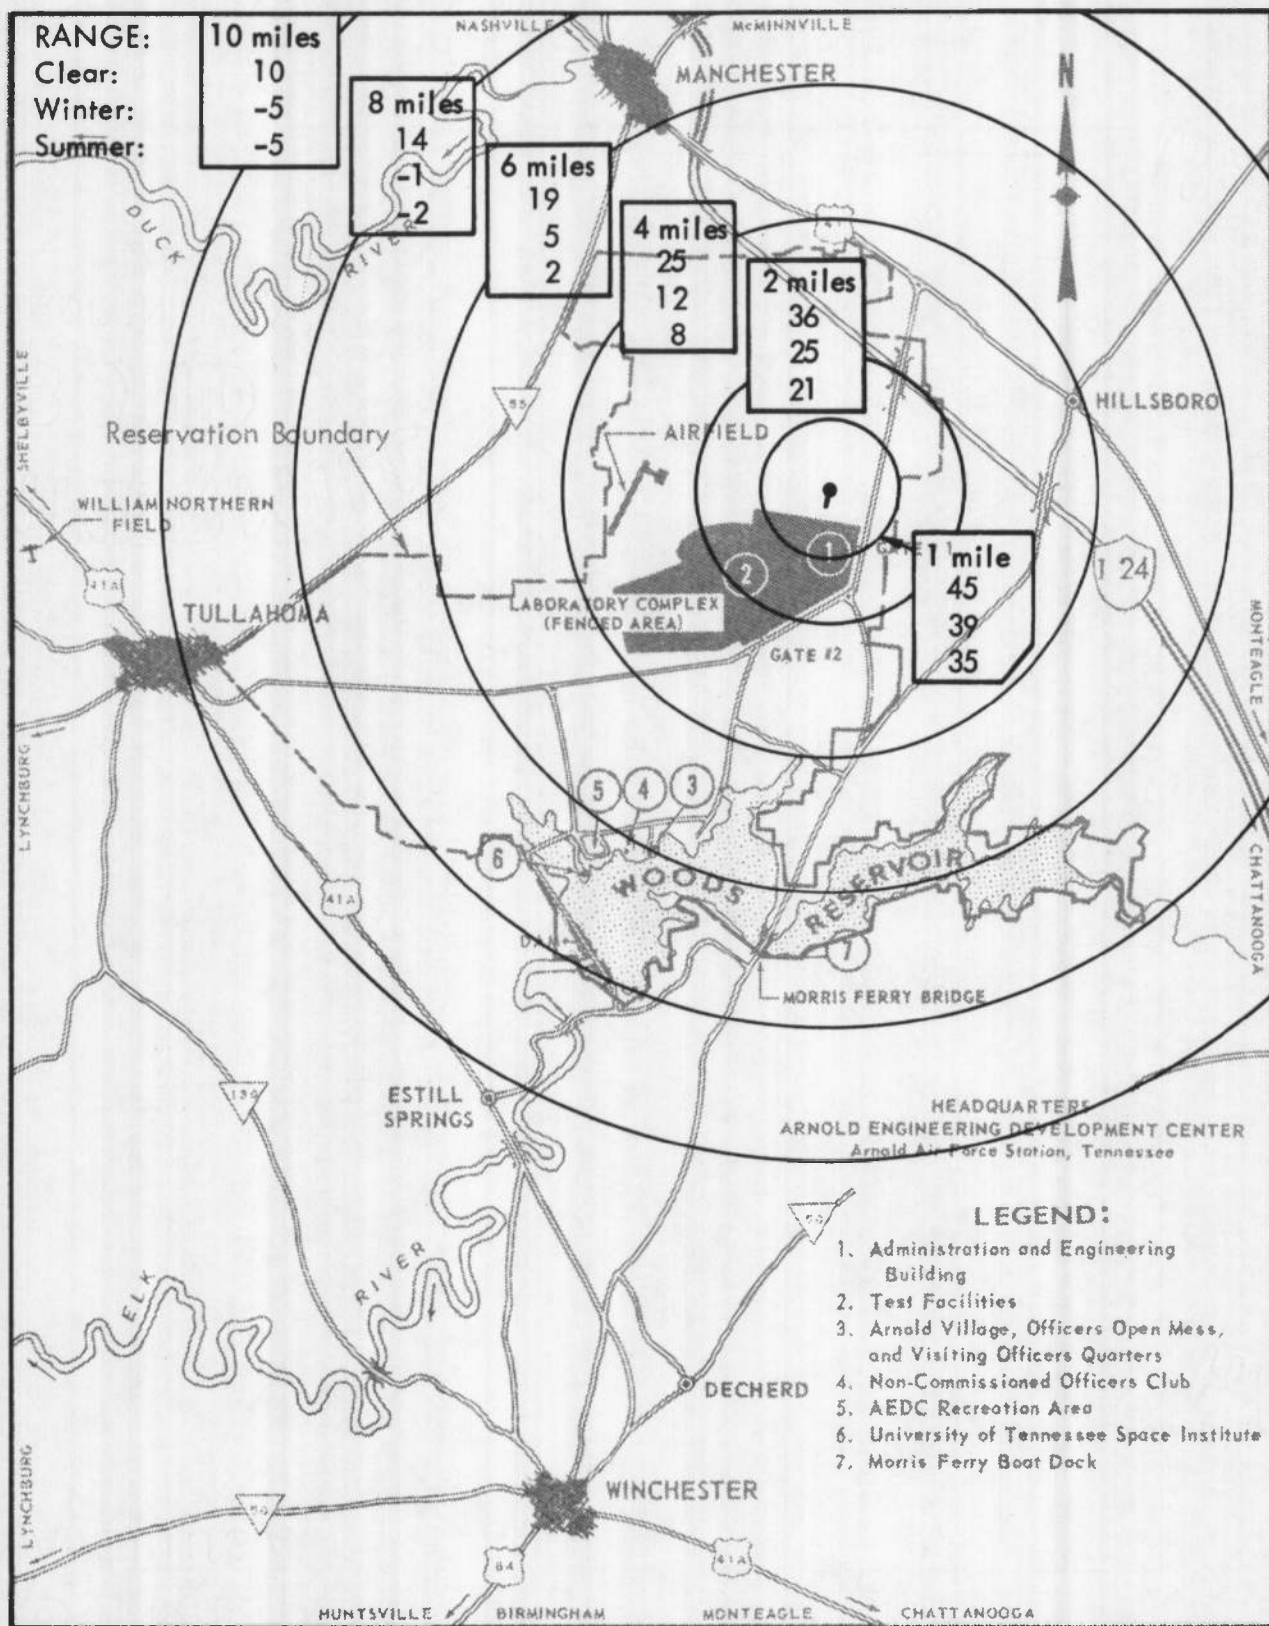 RANGE:
Clear:
Winter:
Summer:
10 miles
10
-5
-5
8 miles
14
-1
-2
6 miles
19
5
2
4 miles
25
12
8
2 miles
36
25
21
1 mile
45
39
35
NASHVILLE
McMINNVILLE
MANCHESTER
N
DUCK
RIVER
41
55
HILLSBORO
AIRFIELD
Reservation Boundary
SHELBYVILLE
WILLIAM NORTHERN
FIELD
41A
TULLAHOMA
1
2
LABORATORY COMPLEX
(FENCED AREA)
GATE #2
I 24
MONTEAGLE
CHATTANOOGA
LYNCHBURG
5
4
3
6
WOODS
RESERVOIR
7
41A
DAM
MORRIS FERRY BRIDGE
130
ESTILL
SPRINGS
HEADQUARTERS
ARNOLD ENGINEERING DEVELOPMENT CENTER
Arnold Air Force Station, Tennessee
50
ELK
RIVER
LEGEND:
1. Administration and Engineering
Building
2. Test Facilities
3. Arnold Village, Officers Open Mess,
and Visiting Officers Quarters
4. Non-Commissioned Officers Club
5. AEDC Recreation Area
6. University of Tennessee Space Institute
7. Morris Ferry Boat Dock
DECHERD
WINCHESTER
LYNCHBURG
50
64
41A
HUNTSVILLE
BIRMINGHAM
MONTEAGLE
CHATTANOOGA